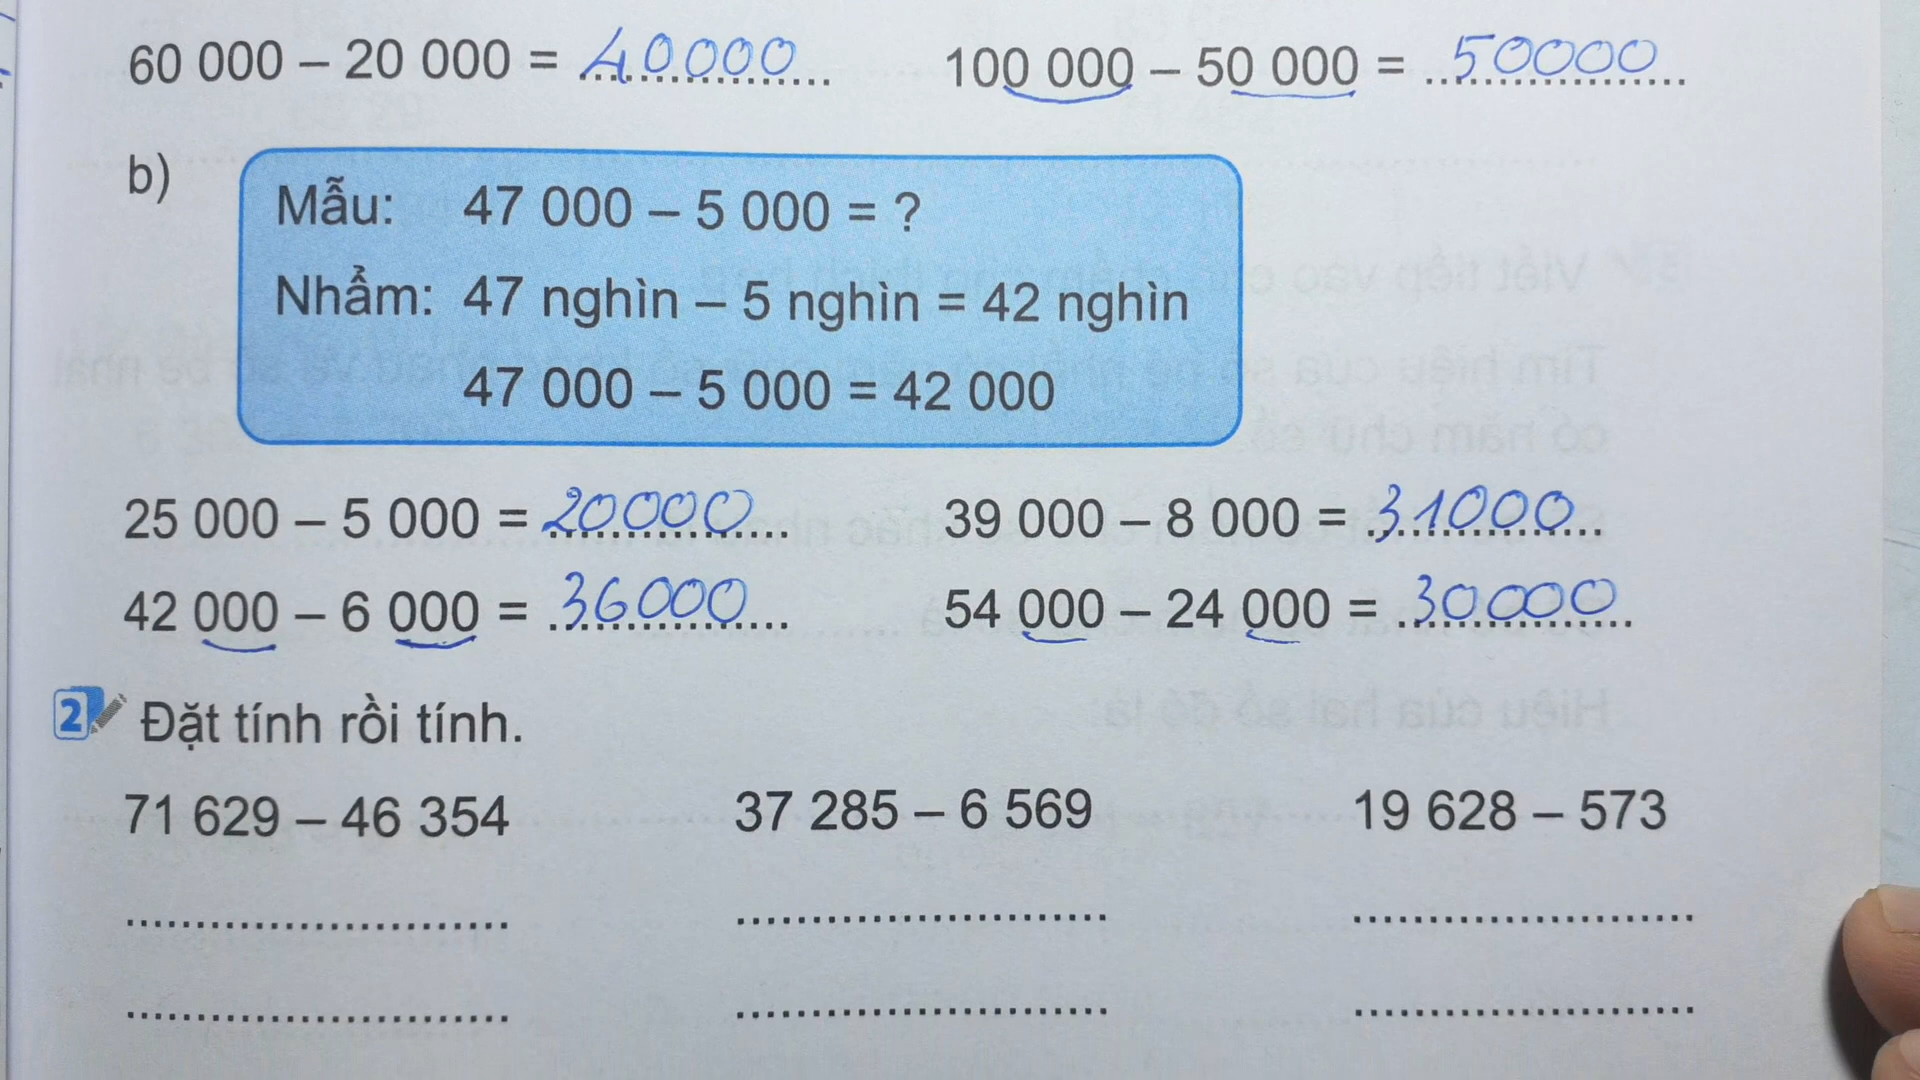 60 000 – 20 000 = 40000 100 000 – 50 000 = 50000
b)
Mẫu: 47 000 – 5 000 = ?
Nhẩm: 47 nghìn – 5 nghìn = 42 nghìn
47 000 – 5 000 = 42 000
25 000 – 5 000 = 20000 39 000 – 8 000 = 31000
42 000 – 6 000 = 36000 54 000 – 24 000 = 30000
2 Đặt tính rồi tính.
71 629 – 46 354 37 285 – 6 569 19 628 – 573